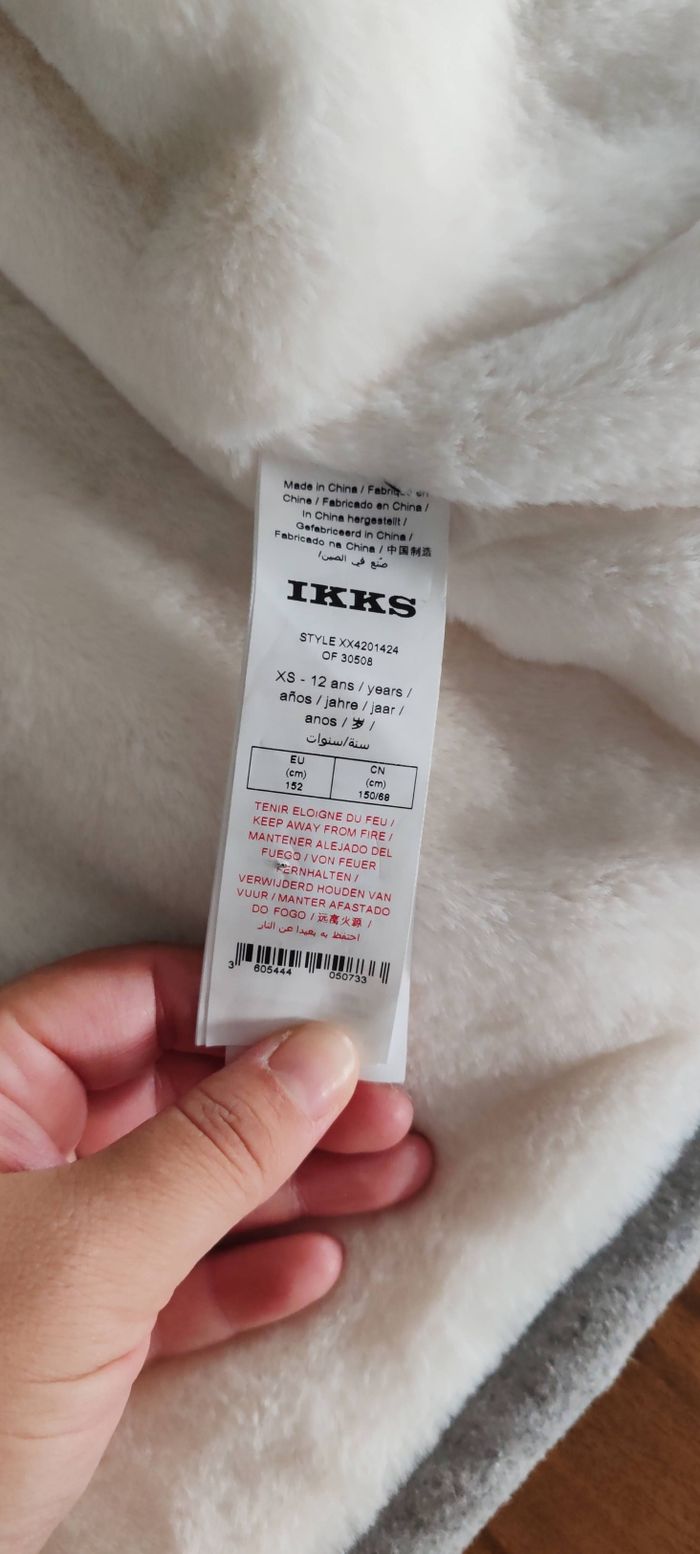 Made in China / Fabriqué en
Chine / Fabricado en China /
In China hergestellt /
Gefabriceerd in China /
Fabricado na China / 中国制造
/صنع في الصين
IKKS
STYLE XX4201424
OF 30508
XS - 12 ans / years /
años / jahre / jaar /
anos / 岁 /
سنة/سنوات
EU
(cm)
152
CN
(cm)
150/68
TENIR ELOIGNE DU FEU /
KEEP AWAY FROM FIRE /
MANTENER ALEJADO DEL
FUEGO / VON FEUER
FERNHALTEN /
VERWIJDERD HOUDEN VAN
VUUR / MANTER AFASTADO
DO FOGO / 远离火源 /
احتفظ به بعيدا عن النار
3 605444 050733